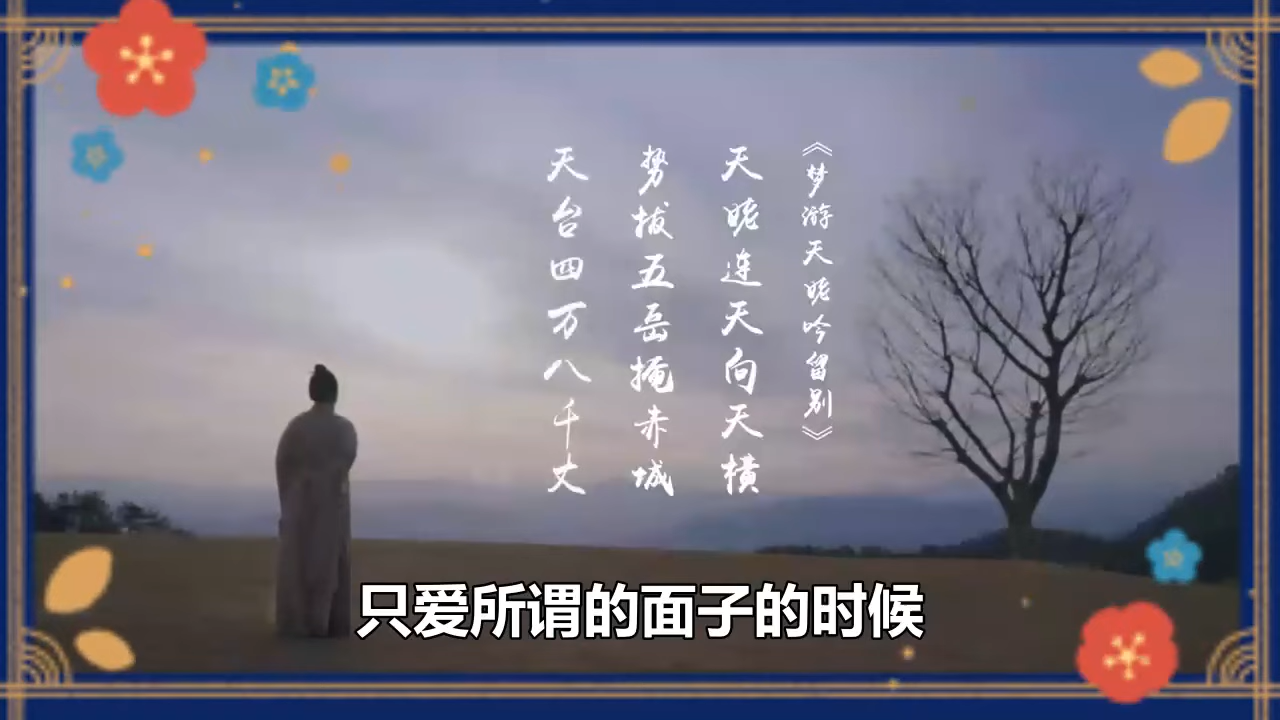 《梦游天姥吟留别》
天姥连天向天横
势拔五岳掩赤城
天台四万八千丈
只爱所谓的面子的时候